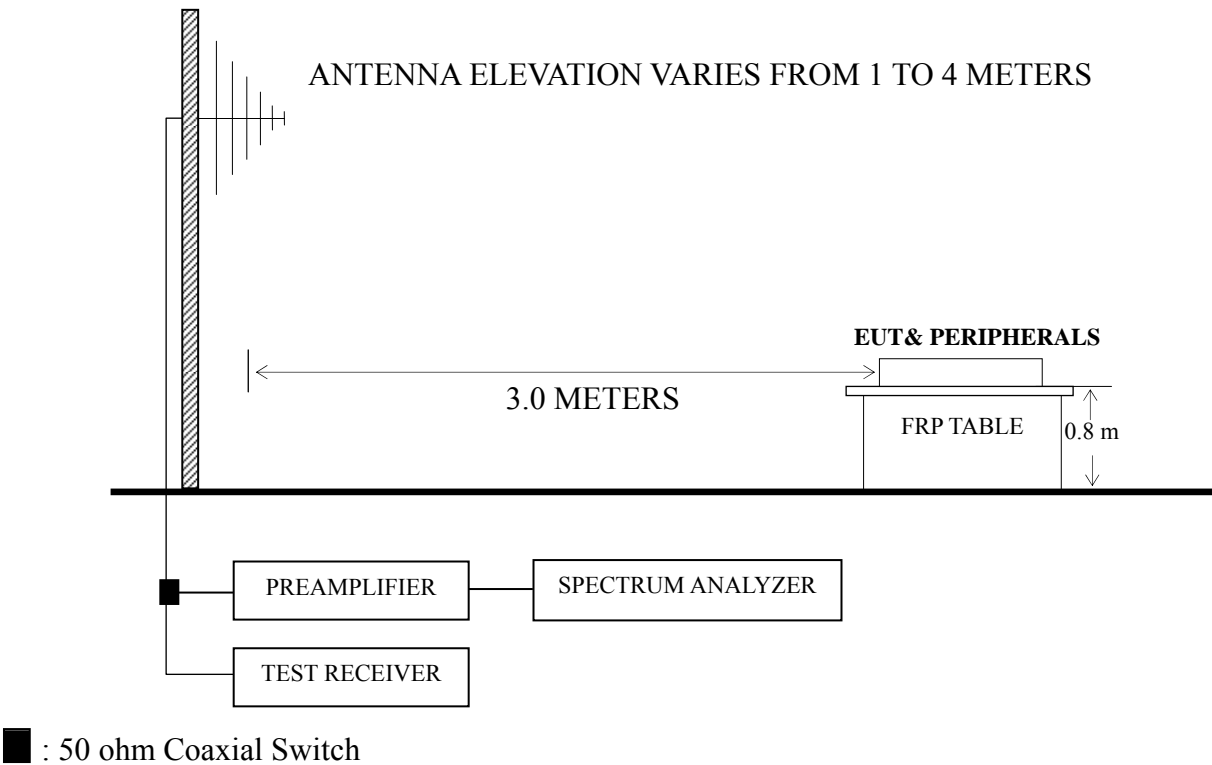 ANTENNA ELEVATION VARIES FROM 1 TO 4 METERS
EUT& PERIPHERALS
3.0 METERS
FRP TABLE
0.8 m
PREAMPLIFIER
SPECTRUM ANALYZER
TEST RECEIVER
: 50 ohm Coaxial Switch